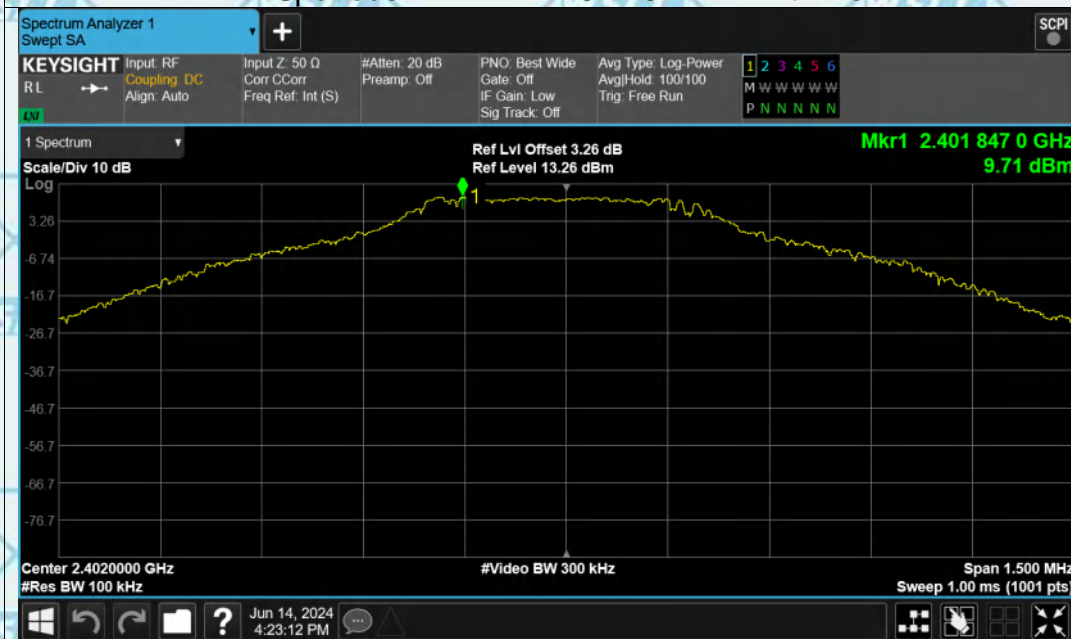 Spectrum Analyzer 1
Swept SA
+
SCPI
KEYSIGHT
R L
LXI
Input: RF
Coupling: DC
Align: Auto
Input Z: 50 Ω
Corr CCorr
Freq Ref: Int (S)
#Atten: 20 dB
Preamp: Off
PNO: Best Wide
Gate: Off
IF Gain: Low
Sig Track: Off
Avg Type: Log-Power
Avg|Hold: 100/100
Trig: Free Run
1 2 3 4 5 6
M W W W W W
P N N N N N
1 Spectrum
Scale/Div 10 dB
Log
Ref Lvl Offset 3.26 dB
Ref Level 13.26 dBm
Mkr1 2.401 847 0 GHz
9.71 dBm
1
3.26
-6.74
-16.7
-26.7
-36.7
-46.7
-56.7
-66.7
-76.7
Center 2.4020000 GHz
#Video BW 300 kHz
Span 1.500 MHz
#Res BW 100 kHz
Sweep 1.00 ms (1001 pts)
?
Jun 14, 2024
4:23:12 PM